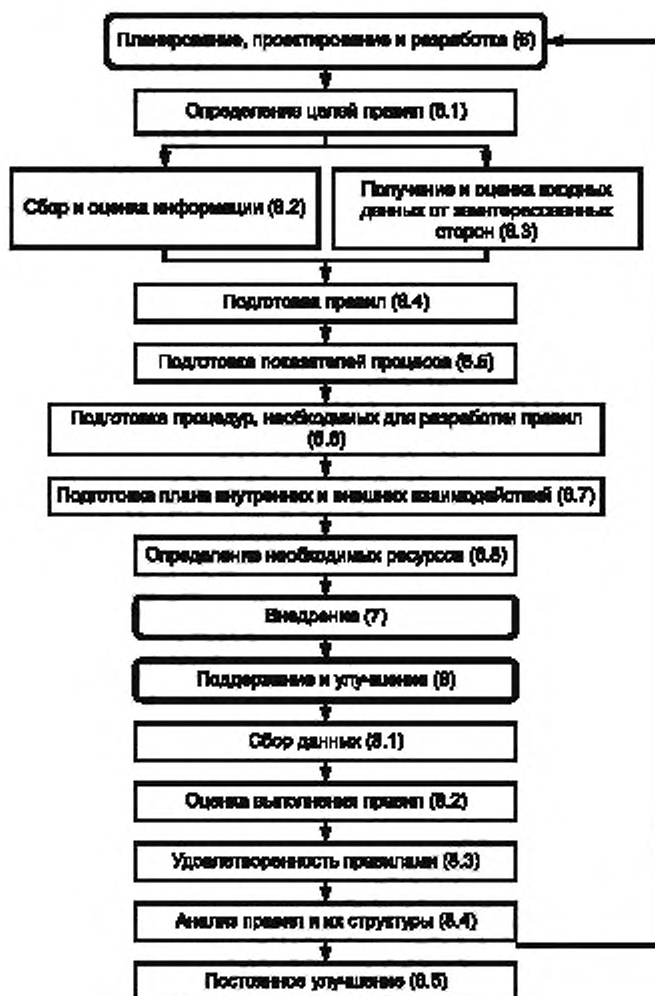 Планирование, проектирование и разработка (6)
Определение целей правил (6.1)
Сбор и оценка информации (6.2)
Получение и оценка входных
данных от заинтересованных
сторон (6.3)
Подготовка правил (6.4)
Подготовка показателей процесса (6.5)
Подготовка процедур, необходимых для разработки правил
(6.6)
Подготовка плана внутренних и внешних взаимодействий (6.7)
Определение необходимых ресурсов (6.8)
Внедрение (7)
Поддержание и улучшение (8)
Сбор данных (8.1)
Оценка выполнения правил (8.2)
Удовлетворенность правилами (8.3)
Анализ правил и их структуры (8.4)
Постоянное улучшение (8.5)